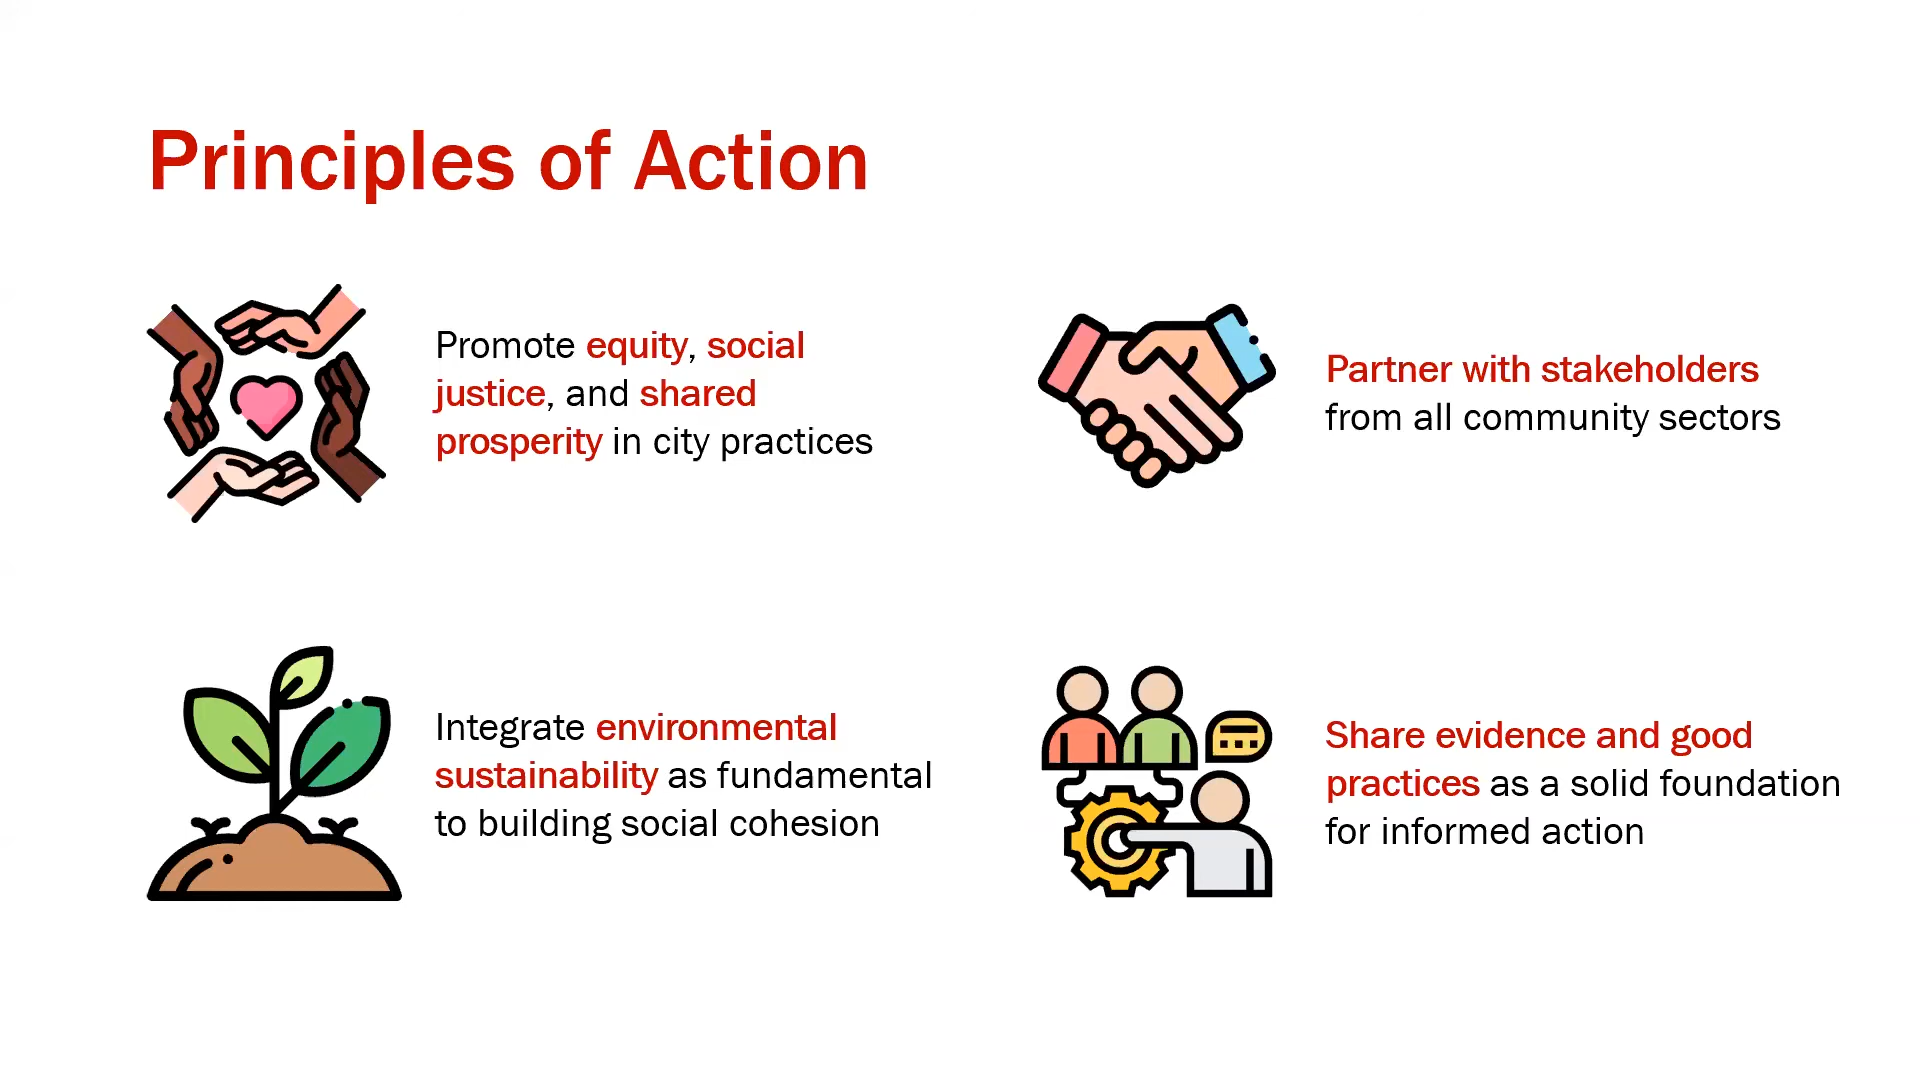 Principles of Action
Promote equity, social
justice, and shared
prosperity in city practices
Partner with stakeholders
from all community sectors
Integrate environmental
sustainability as fundamental
to building social cohesion
Share evidence and good
practices as a solid foundation
for informed action